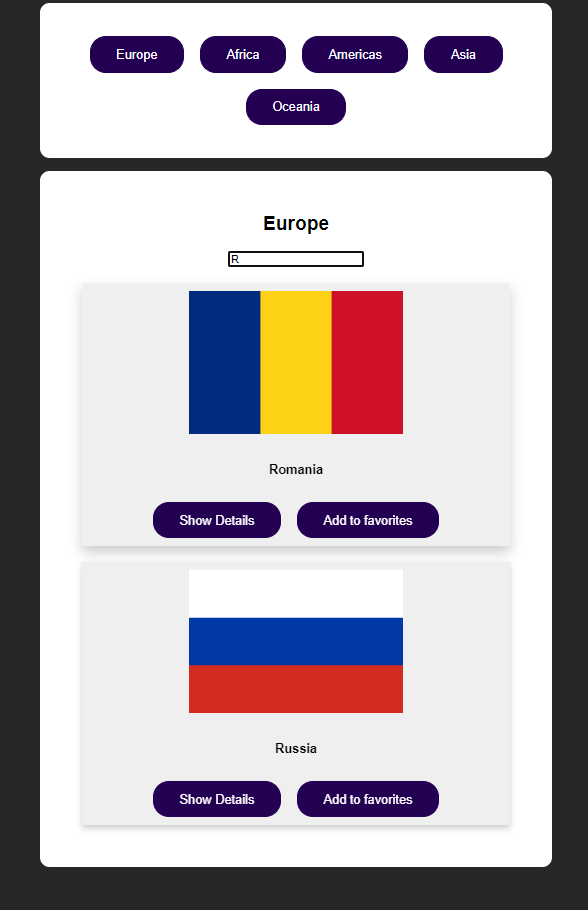 Europe Africa Americas Asia
Oceania
Europe
R
Romania
Show Details Add to favorites
Russia
Show Details Add to favorites